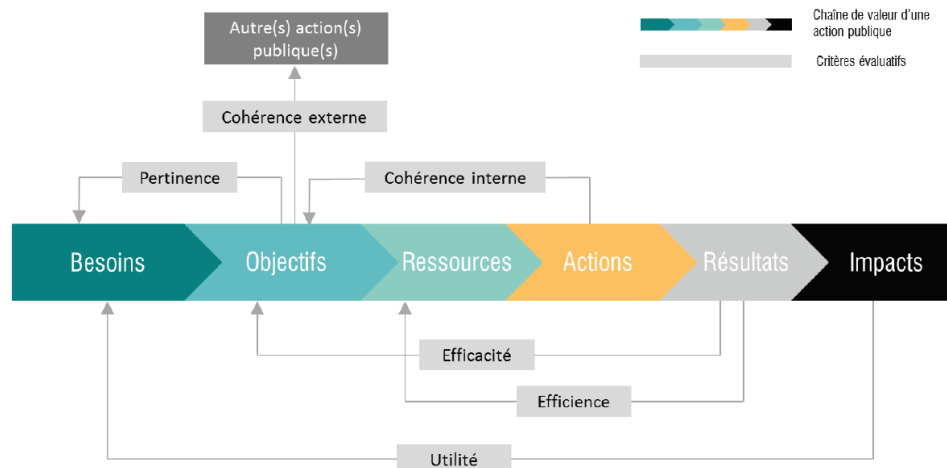 Autre(s) action(s)
publique(s)
Chaîne de valeur d'une
action publique
Critères évaluatifs
Cohérence externe
Pertinence
Cohérence interne
Besoins
Objectifs
Ressources
Actions
Résultats
Impacts
Efficacité
Efficience
Utilité